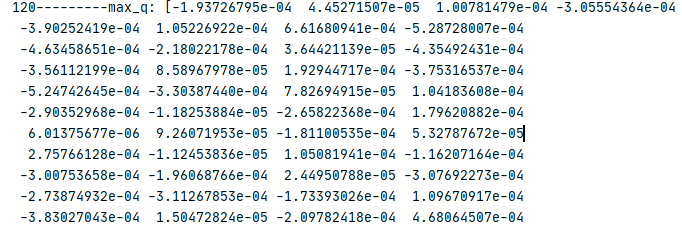 120---------max_q: [-1.93726795e-04 4.45271507e-05 1.00781479e-04 -3.05554364e-04
-3.90252419e-04 1.05226922e-04 6.61680941e-04 -5.28728007e-04
-4.63458651e-04 -2.18022178e-04 3.64421139e-05 -4.35492431e-04
-3.56112199e-04 8.58967978e-05 1.92944717e-04 -3.75316537e-04
-5.24742645e-04 -3.30387440e-04 7.82694915e-05 1.04183608e-04
-2.90352968e-04 -1.18253884e-05 -2.65822368e-04 1.79620882e-04
6.01375677e-06 9.26071953e-05 -1.81100535e-04 5.32787672e-05
2.75766128e-04 -1.12453836e-05 1.05081941e-04 -1.16207164e-04
-3.00753658e-04 -1.96068766e-04 2.44950788e-05 -3.07692273e-04
-2.73874932e-04 -3.11267853e-04 -1.73393026e-04 1.09670917e-04
-3.83027043e-04 1.50472824e-05 -2.09782418e-04 4.68064507e-04